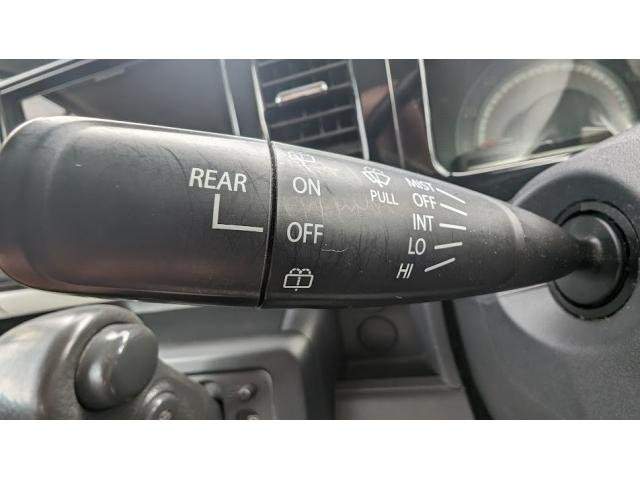 REAR
ON
OFF
PULL
MIST
OFF
INT
LO
HI